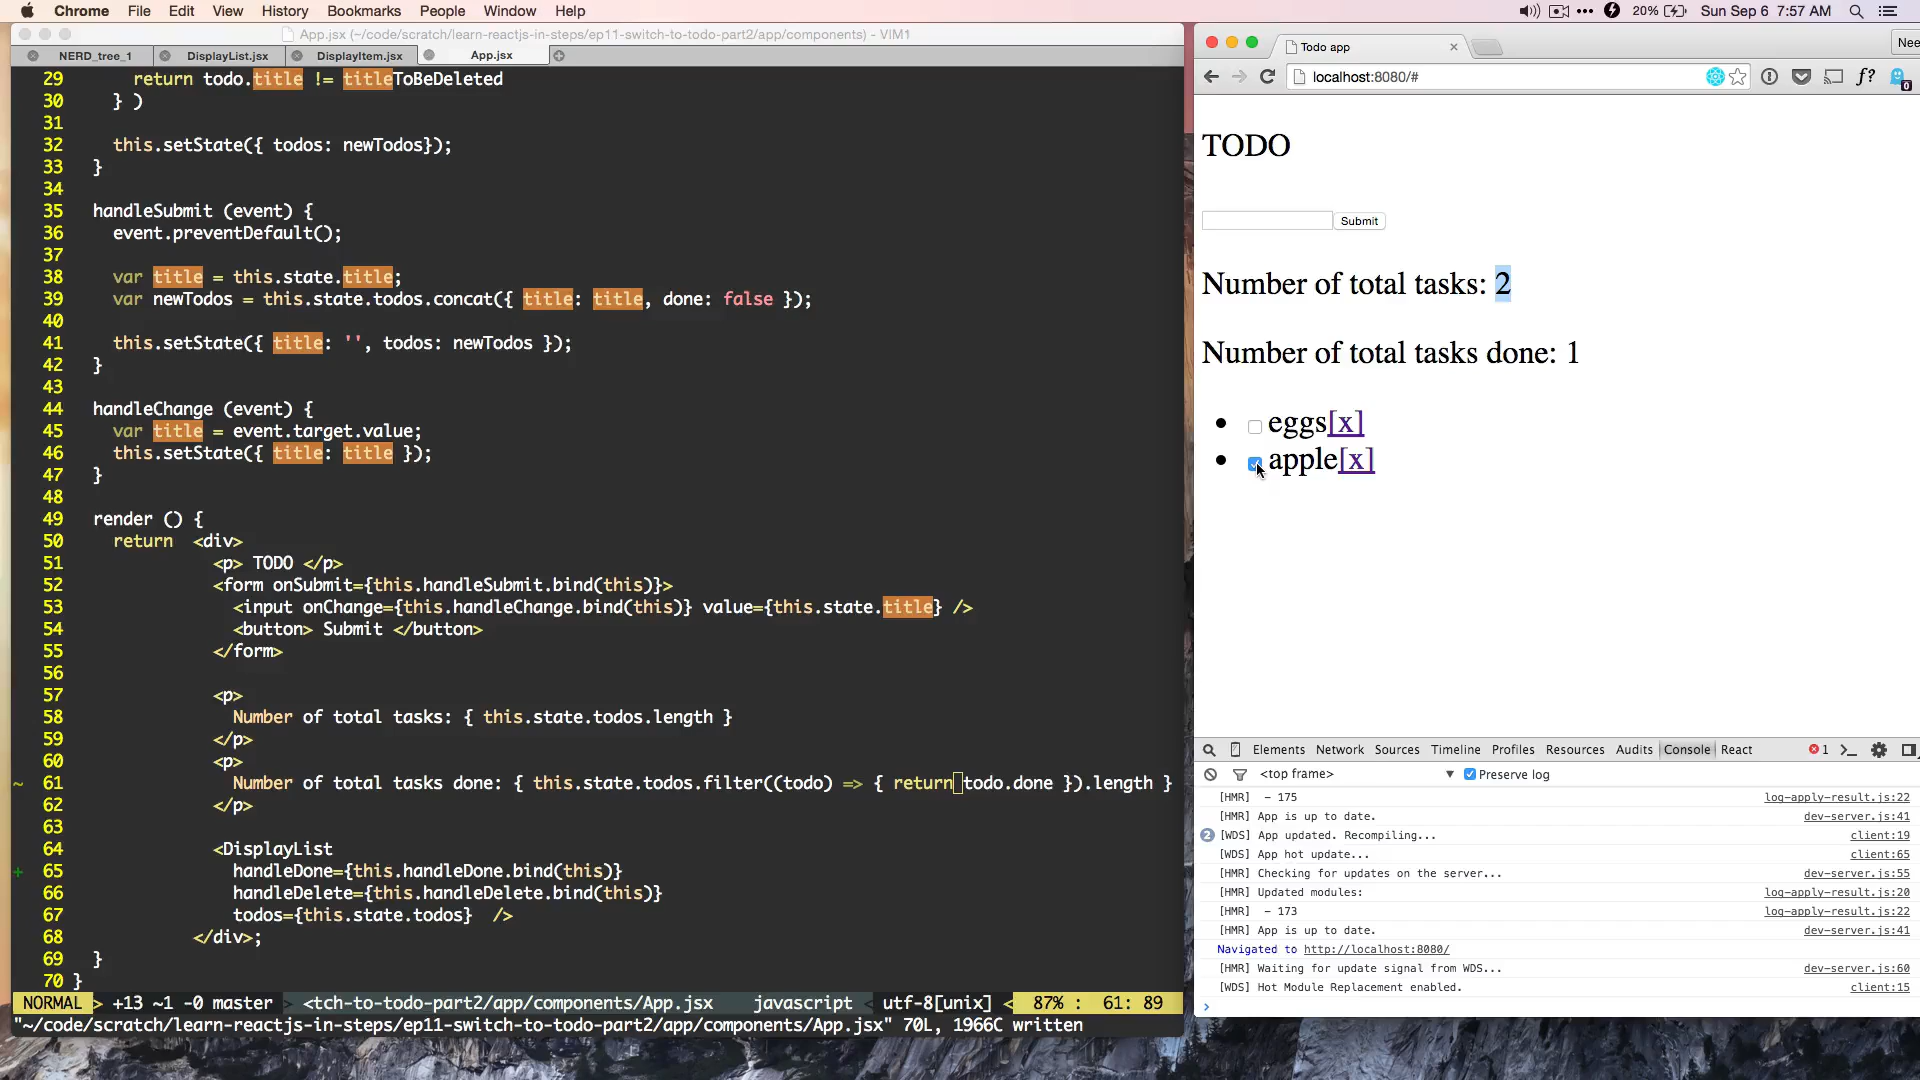 Chrome File Edit View History Bookmarks People Window Help 20% Sun Sep 6 7:57 AM
App.jsx (~/code/scratch/learn-reactjs-in-steps/ep11-switch-to-todo-part2/app/components) - VIM1
NERD_tree_1 DisplayList.jsx DisplayItem.jsx App.jsx
29 return todo.title != titleToBeDeleted
30 } )
31
32 this.setState({ todos: newTodos});
33 }
34
35 handleSubmit (event) {
36 event.preventDefault();
37
38 var title = this.state.title;
39 var newTodos = this.state.todos.concat({ title: title, done: false });
40
41 this.setState({ title: '', todos: newTodos });
42 }
43
44 handleChange (event) {
45 var title = event.target.value;
46 this.setState({ title: title });
47 }
48
49 render () {
50 return <div>
51 <p> TODO </p>
52 <form onSubmit={this.handleSubmit.bind(this)}>
53 <input onChange={this.handleChange.bind(this)} value={this.state.title} />
54 <button> Submit </button>
55 </form>
56
57 <p>
58 Number of total tasks: { this.state.todos.length }
59 </p>
60 <p>
~ 61 Number of total tasks done: { this.state.todos.filter((todo) => { return todo.done }).length }
62 </p>
63
64 <DisplayList
+ 65 handleDone={this.handleDone.bind(this)}
66 handleDelete={this.handleDelete.bind(this)}
67 todos={this.state.todos} />
68 </div>;
69 }
70 }
NORMAL > +13 ~1 -0 master > <tch-to-todo-part2/app/components/App.jsx javascript < utf-8[unix] < 87% : 61: 89
"~/code/scratch/learn-reactjs-in-steps/ep11-switch-to-todo-part2/app/components/App.jsx" 70L, 1966C written
Todo app
Nee
localhost:8080/#
f?
0
TODO
Submit
Number of total tasks: 2
Number of total tasks done: 1
eggs[x]
apple[x]
Elements Network Sources Timeline Profiles Resources Audits Console React 1
<top frame> Preserve log
[HMR] - 175 log-apply-result.js:22
[HMR] App is up to date. dev-server.js:41
2 [WDS] App updated. Recompiling... client:19
[WDS] App hot update... client:65
[HMR] Checking for updates on the server... dev-server.js:55
[HMR] Updated modules: log-apply-result.js:20
[HMR] - 173 log-apply-result.js:22
[HMR] App is up to date. dev-server.js:41
Navigated to http://localhost:8080/
[HMR] Waiting for update signal from WDS... dev-server.js:60
[WDS] Hot Module Replacement enabled. client:15
>